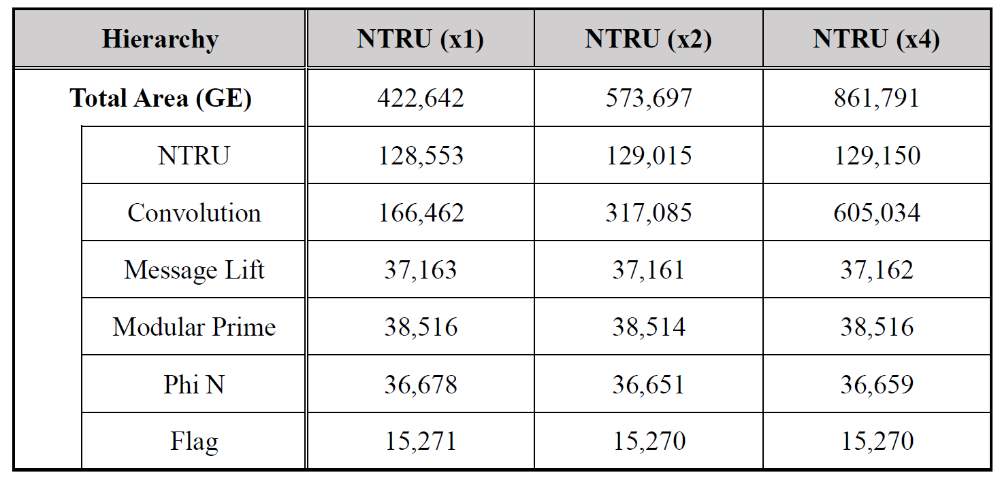 Hierarchy NTRU (x1) NTRU (x2) NTRU (x4)
Total Area (GE) 422,642 573,697 861,791
NTRU 128,553 129,015 129,150
Convolution 166,462 317,085 605,034
Message Lift 37,163 37,161 37,162
Modular Prime 38,516 38,514 38,516
Phi N 36,678 36,651 36,659
Flag 15,271 15,270 15,270